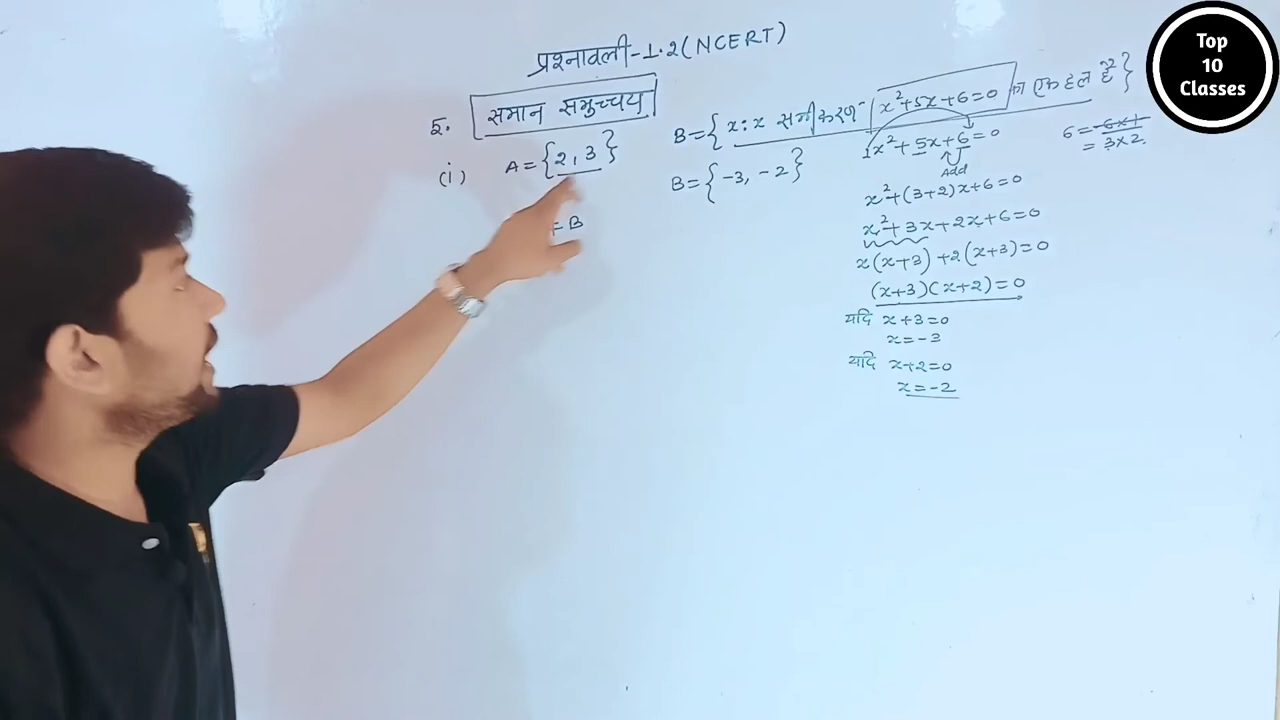 प्रश्नावली-1.2(NCERT)
Top
10
Classes
समान समुच्चय
5.
(i) A={2, 3}
B={x:x समीकरण x²+5x+6=0 का एक हल है}
B={-3, -2}
= B
1x²+5x+6=0
Add
6=6×1
=3×2
x²+(3+2)x+6=0
x²+3x+2x+6=0
x(x+3)+2(x+3)=0
(x+3)(x+2)=0
यदि x+3=0
x=-3
यदि x+2=0
x=-2